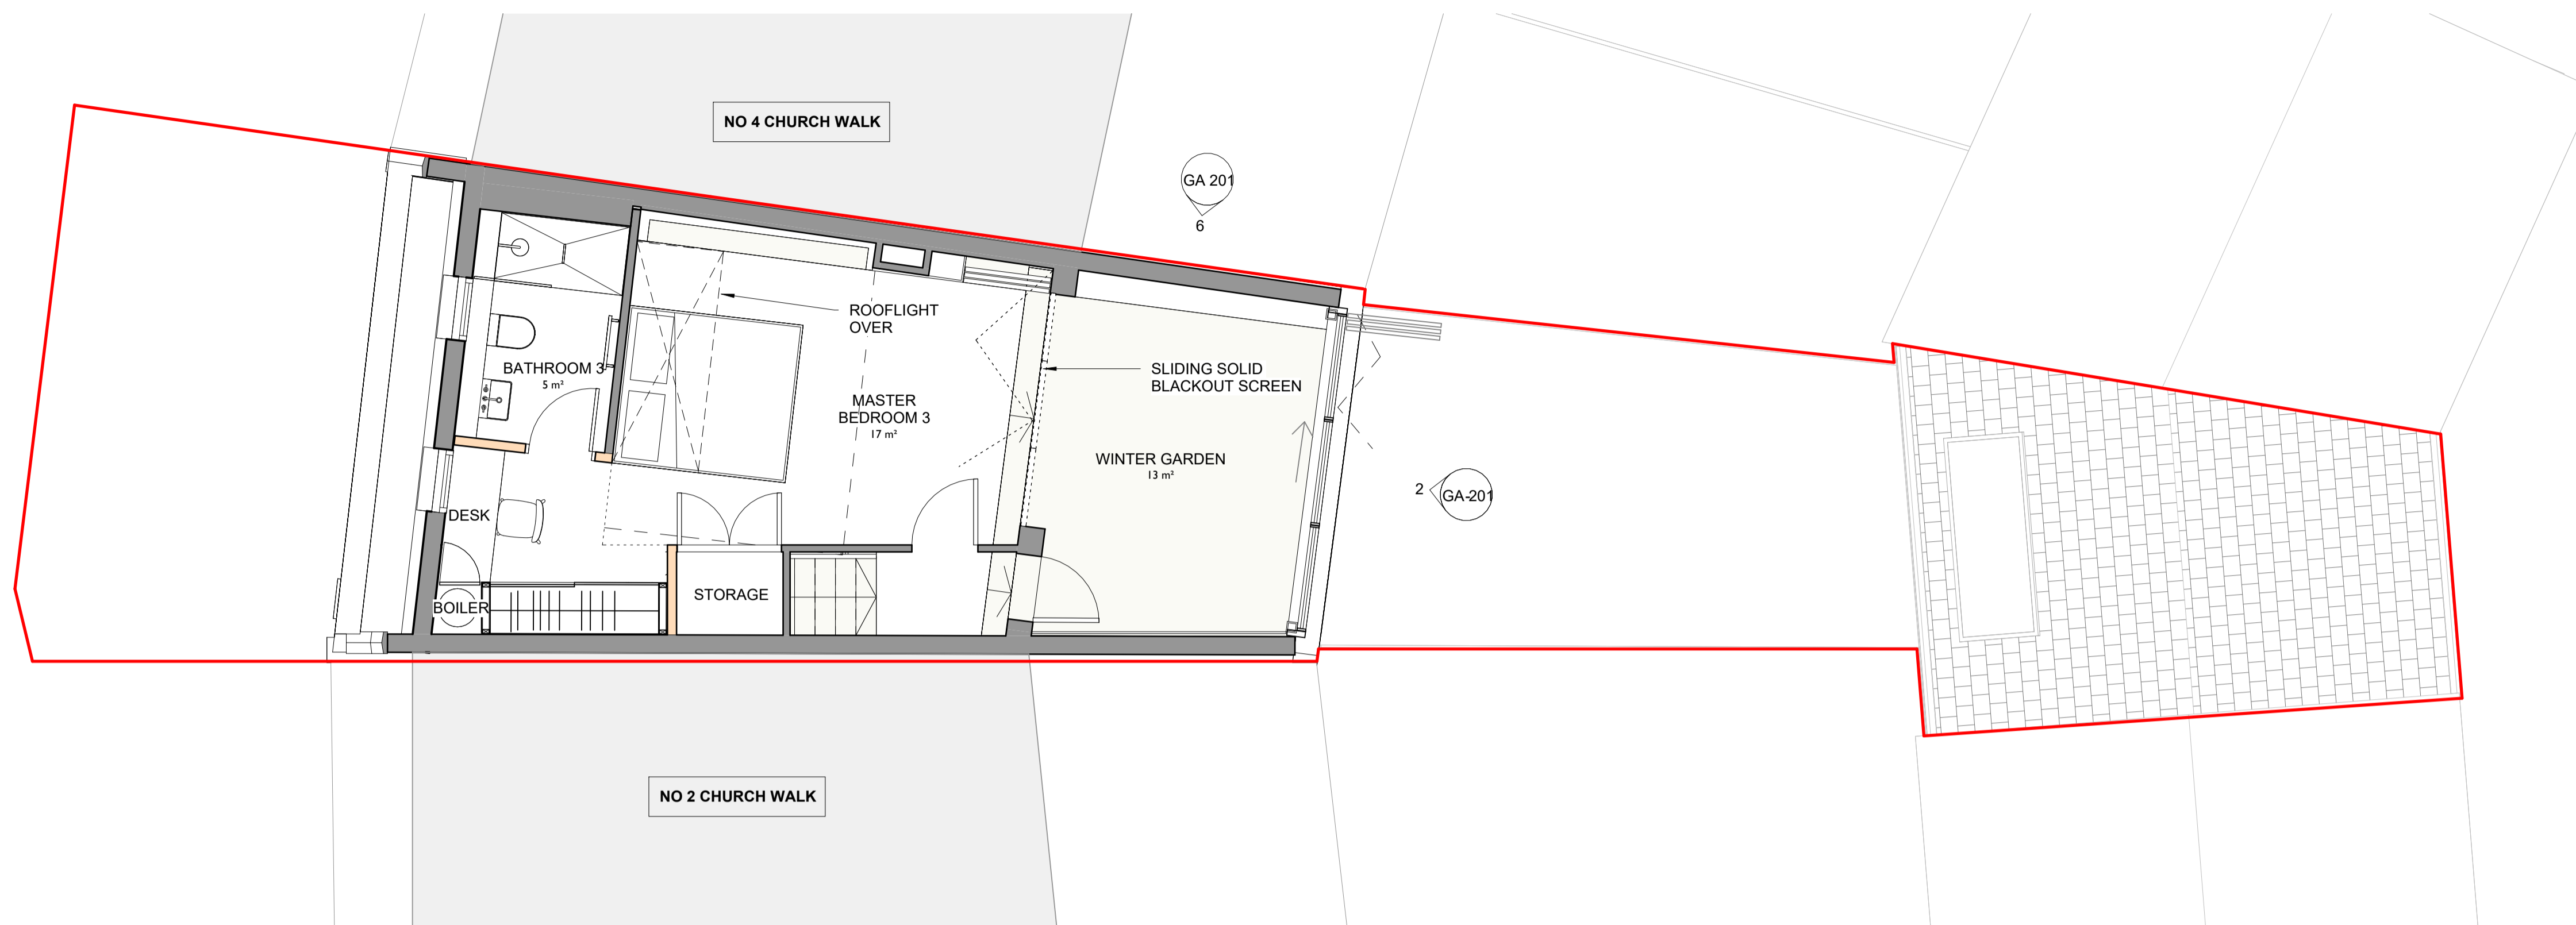 NO 4 CHURCH WALK
GA 201
6
ROOFLIGHT
OVER
BATHROOM 3
5 m²
MASTER
BEDROOM 3
17 m²
SLIDING SOLID
BLACKOUT SCREEN
WINTER GARDEN
13 m²
2
GA-201
DESK
BOILER
STORAGE
NO 2 CHURCH WALK